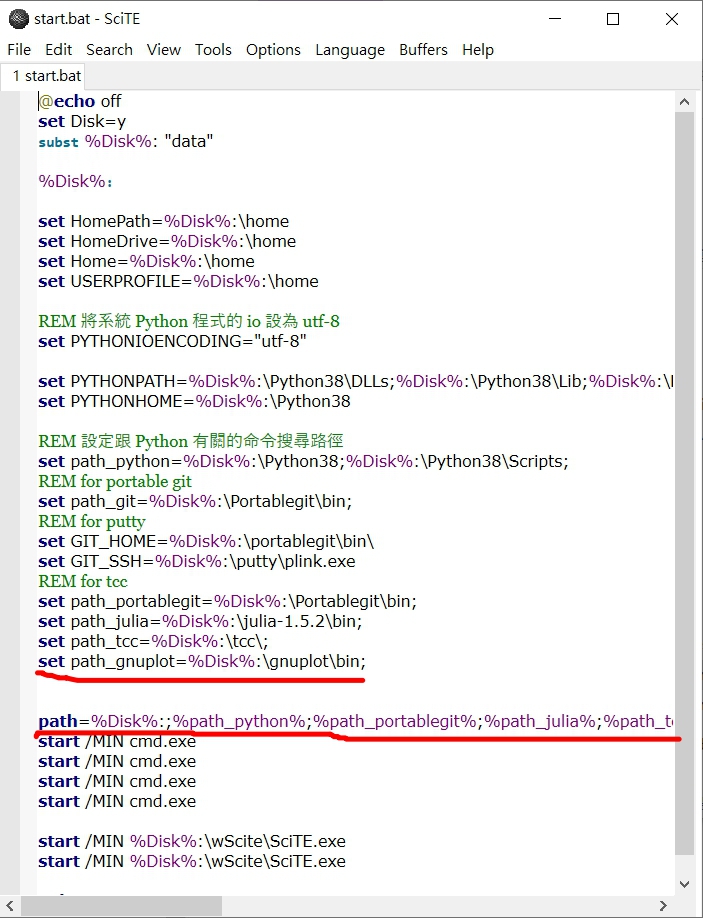 start.bat - SciTE
File Edit Search View Tools Options Language Buffers Help
1 start.bat
@echo off
set Disk=y
subst %Disk%: "data"
%Disk%:
set HomePath=%Disk%:\home
set HomeDrive=%Disk%:\home
set Home=%Disk%:\home
set USERPROFILE=%Disk%:\home
REM 將系統 Python 程式的 io 設為 utf-8
set PYTHONIOENCODING="utf-8"
set PYTHONPATH=%Disk%:\Python38\DLLs;%Disk%:\Python38\Lib;%Disk%:\
set PYTHONHOME=%Disk%:\Python38
REM 設定跟 Python 有關的命令搜尋路徑
set path_python=%Disk%:\Python38;%Disk%:\Python38\Scripts;
REM for portable git
set path_git=%Disk%:\Portablegit\bin;
REM for putty
set GIT_HOME=%Disk%:\portablegit\bin\
set GIT_SSH=%Disk%:\putty\plink.exe
REM for tcc
set path_portablegit=%Disk%:\Portablegit\bin;
set path_julia=%Disk%:\julia-1.5.2\bin;
set path_tcc=%Disk%:\tcc\;
set path_gnuplot=%Disk%:\gnuplot\bin;
path=%Disk%:;%path_python%;%path_portablegit%;%path_julia%;%path_t
start /MIN cmd.exe
start /MIN cmd.exe
start /MIN cmd.exe
start /MIN cmd.exe
start /MIN %Disk%:\wScite\SciTE.exe
start /MIN %Disk%:\wScite\SciTE.exe